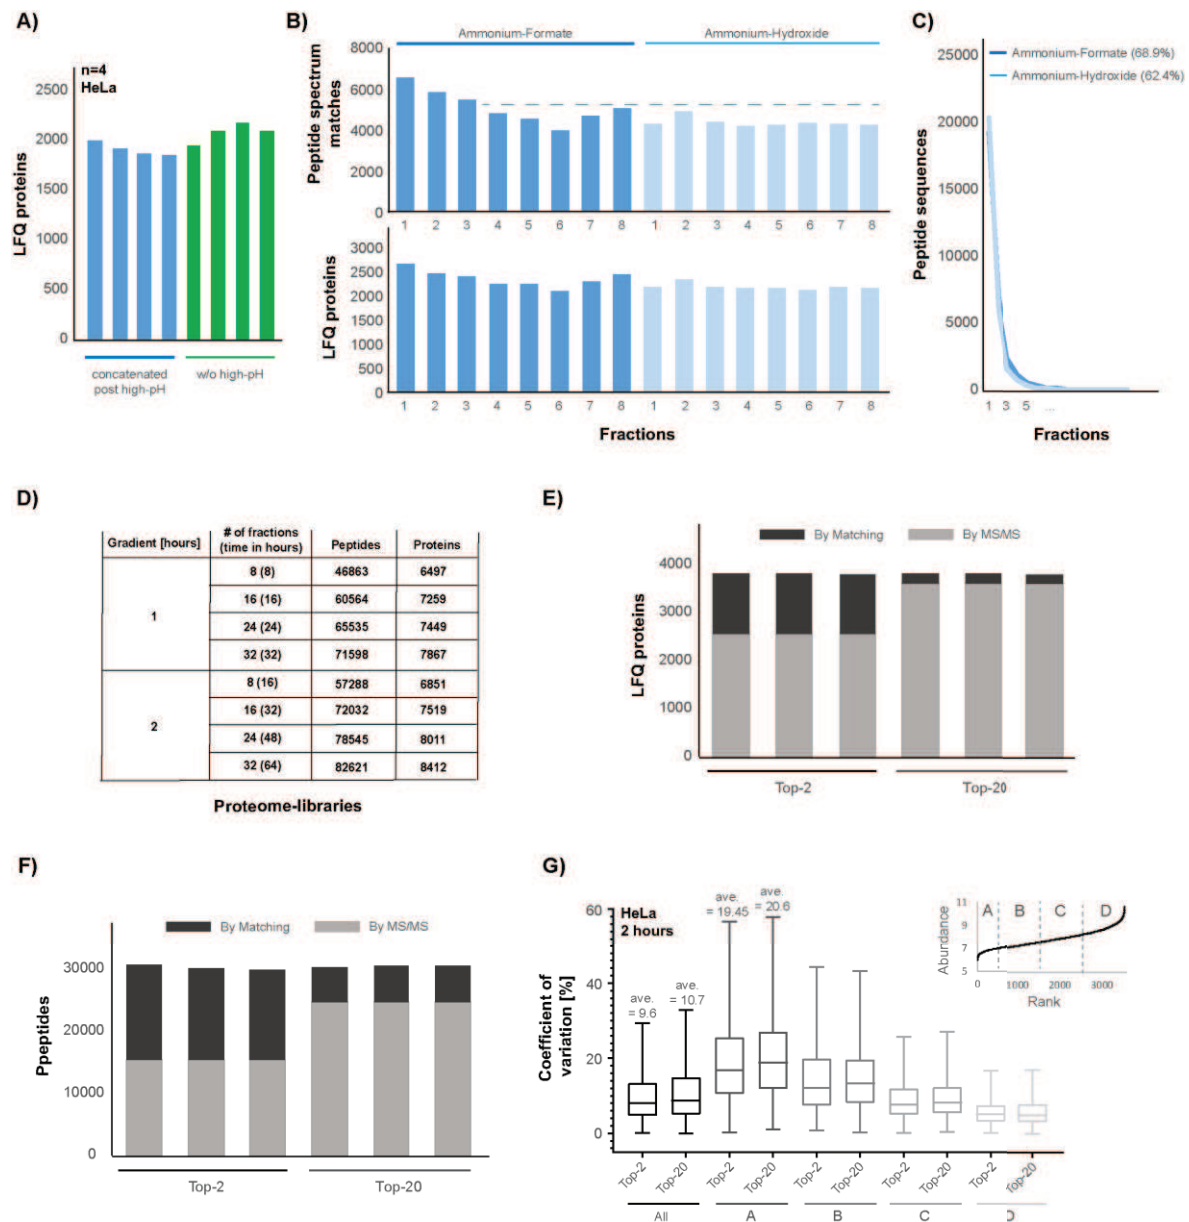 A)
n=4
HeLa
2500
2000
1500
1000
500
0
LFQ proteins
concatenated
post high-pH
w/o high-pH
B)
Ammonium-Formate
Ammonium-Hydroxide
8000
6000
4000
2000
0
Peptide spectrum
matches
1 2 3 4 5 6 7 8 1 2 3 4 5 6 7 8
3000
2500
2000
1500
1000
500
0
LFQ proteins
1 2 3 4 5 6 7 8 1 2 3 4 5 6 7 8
Fractions
C)
25000
20000
15000
10000
5000
0
Peptide sequences
Ammonium-Formate (68.9%)
Ammonium-Hydroxide (62.4%)
1 3 5 ...
Fractions
D)
Gradient [hours] # of fractions (time in hours) Peptides Proteins
1
8 (8) 46863 6497
16 (16) 60564 7259
24 (24) 65535 7449
32 (32) 71598 7867
2
8 (16) 57288 6851
16 (32) 72032 7519
24 (48) 78545 8011
32 (64) 82621 8412
Proteome-libraries
E)
By Matching
By MS/MS
4000
3000
2000
1000
0
LFQ proteins
Top-2
Top-20
F)
By Matching
By MS/MS
30000
20000
10000
0
Ppeptides
Top-2
Top-20
G)
HeLa
2 hours
60
40
20
0
Coefficient of
variation [%]
ave.
= 9.6
ave.
= 10.7
ave.
= 19.45
ave.
= 20.6
Top-2 Top-20 Top-2 Top-20 Top-2 Top-20 Top-2 Top-20 Top-2 Top-20
All A B C D
11
9
7
5
Abundance
A B C D
0 1000 2000 3000
Rank